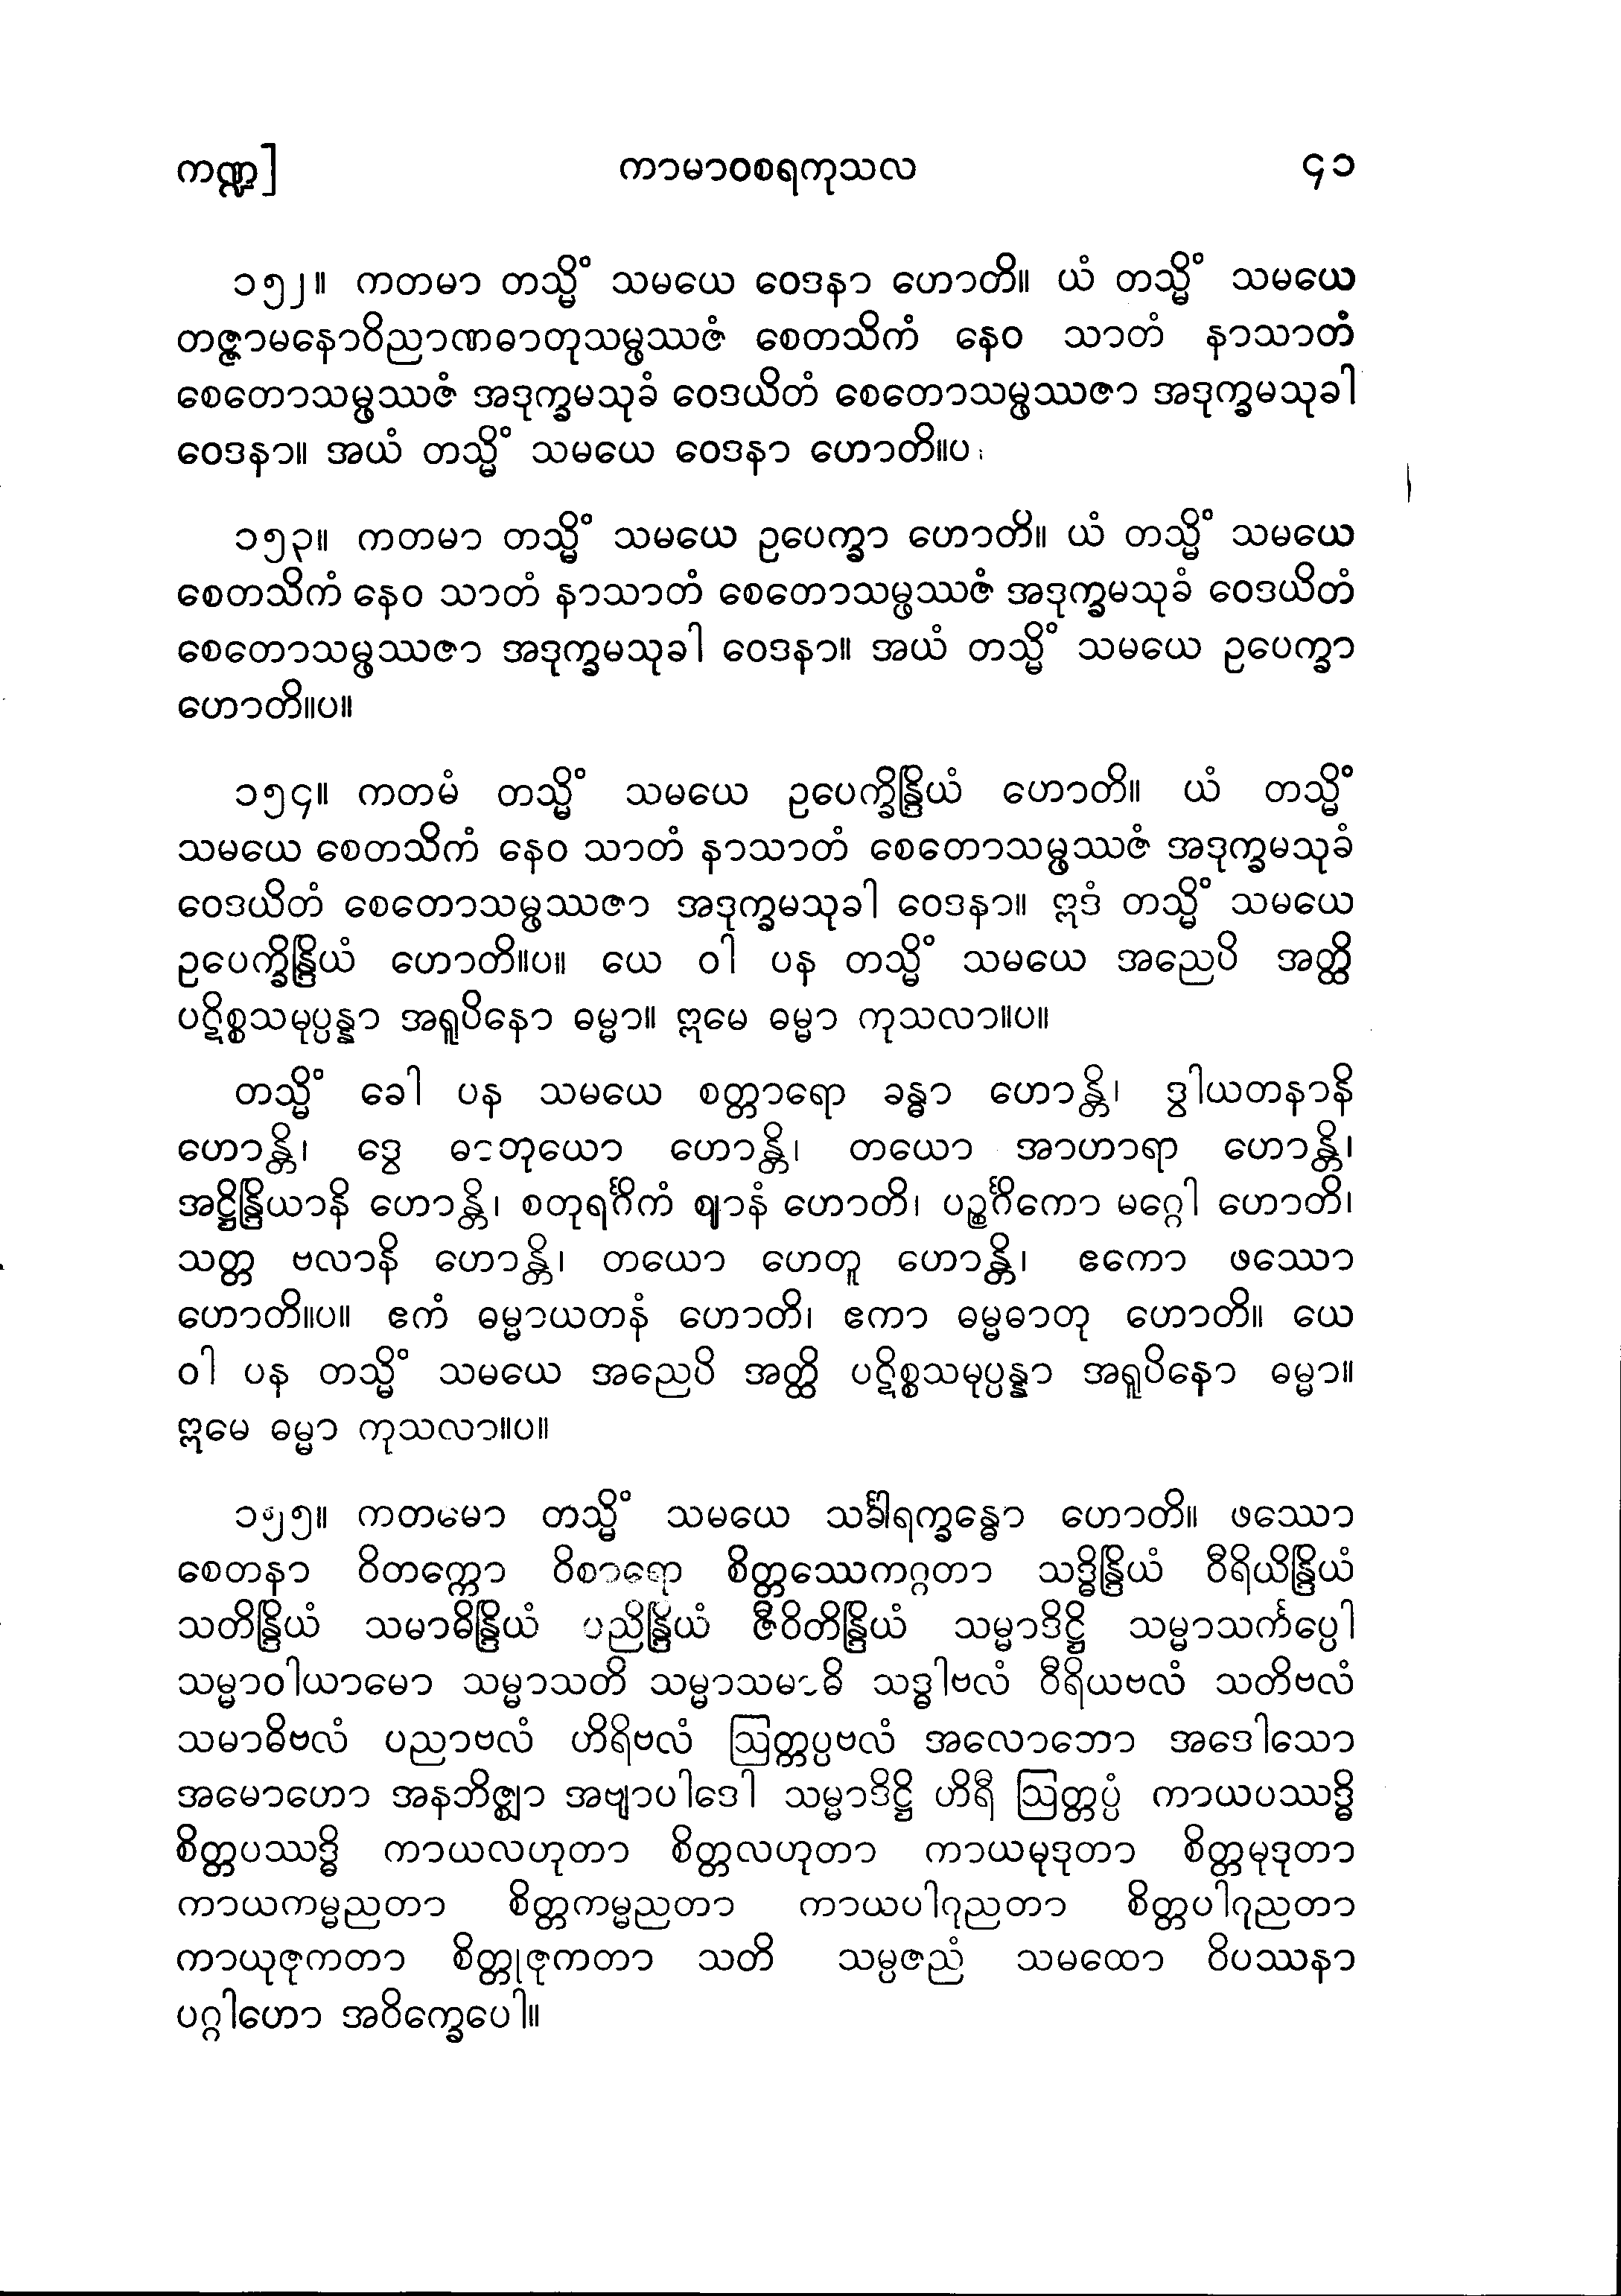 ကဏ္ဍ] ကာမာဝစရကုသလ ၄၁
၁၅၂။ ကတမာ တသ္မိံ သမယေ ဝေဒနာ ဟောတိ။ ယံ တသ္မိံ သမယေ
တဇ္ဇာမနောဝိညာဏဓာတုသမ္ဖဿဇံ စေတသိကံ နေဝ သာတံ နာသာတံ
စေတောသမ္ဖဿဇံ အဒုက္ခမသုခံ ဝေဒယိတံ စေတောသမ္ဖဿဇာ အဒုက္ခမသုခါ
ဝေဒနာ။ အယံ တသ္မိံ သမယေ ဝေဒနာ ဟောတိ။ပ
၁၅၃။ ကတမာ တသ္မိံ သမယေ ဥပေက္ခာ ဟောတိ။ ယံ တသ္မိံ သမယေ
စေတသိကံ နေဝ သာတံ နာသာတံ စေတောသမ္ဖဿဇံ အဒုက္ခမသုခံ ဝေဒယိတံ
စေတောသမ္ဖဿဇာ အဒုက္ခမသုခါ ဝေဒနာ။ အယံ တသ္မိံ သမယေ ဥပေက္ခာ
ဟောတိ။ပ။
၁၅၄။ ကတမံ တသ္မိံ သမယေ ဥပေက္ခိန္ဒြိယံ ဟောတိ။ ယံ တသ္မိံ
သမယေ စေတသိကံ နေဝ သာတံ နာသာတံ စေတောသမ္ဖဿဇံ အဒုက္ခမသုခံ
ဝေဒယိတံ စေတောသမ္ဖဿဇာ အဒုက္ခမသုခါ ဝေဒနာ။ ဣဒံ တသ္မိံ သမယေ
ဥပေက္ခိန္ဒြိယံ ဟောတိ။ပ။ ယေ ဝါ ပန တသ္မိံ သမယေ အညေပိ အတ္ထိ
ပဋိစ္စသမုပ္ပန္နာ အရူပိနော ဓမ္မာ။ ဣမေ ဓမ္မာ ကုသလာ။ပ။
တသ္မိံ ခေါ ပန သမယေ စတ္တာရော ခန္ဓာ ဟောန္တိ၊ ဒွါယတနာနိ
ဟောန္တိ၊ ဒွေ ဓာတုယော ဟောန္တိ၊ တယော အာဟာရာ ဟောန္တိ၊
အဋ္ဌိန္ဒြိယာနိ ဟောန္တိ၊ စတုရင်္ဂိကံ ဈာနံ ဟောတိ၊ ပဉ္စင်္ဂိကော မဂ္ဂေါ ဟောတိ၊
သတ္တ ဗလာနိ ဟောန္တိ၊ တယော ဟေတူ ဟောန္တိ၊ ဧကော ဖဿော
ဟောတိ။ပ။ ဧကံ ဓမ္မာယတနံ ဟောတိ၊ ဧကာ ဓမ္မဓာတု ဟောတိ။ ယေ
ဝါ ပန တသ္မိံ သမယေ အညေပိ အတ္ထိ ပဋိစ္စသမုပ္ပန္နာ အရူပိနော ဓမ္မာ။
ဣမေ ဓမ္မာ ကုသလာ။ပ။
၁၅၅။ ကတမော တသ္မိံ သမယေ သင်္ခါရက္ခန္ဓော ဟောတိ။ ဖဿော
စေတနာ ဝိတက္ကော ဝိစာရော စိတ္တဿေကဂ္ဂတာ သဒ္ဓိန္ဒြိယံ ဝီရိယိန္ဒြိယံ
သတိန္ဒြိယံ သမာဓိန္ဒြိယံ ပညိန္ဒြိယံ ဇီဝိတိန္ဒြိယံ သမ္မာဒိဋ္ဌိ သမ္မာသင်္ကပ္ပေါ
သမ္မာဝါယာမော သမ္မာသတိ သမ္မာသမာဓိ သဒ္ဓါဗလံ ဝီရိယဗလံ သတိဗလံ
သမာဓိဗလံ ပညာဗလံ ဟိရိဗလံ ဩတ္တပ္ပဗလံ အလောဘော အဒေါသော
အမောဟော အနဘိဇ္ဈာ အဗျာပါဒေါ သမ္မာဒိဋ္ဌိ ဟိရီ ဩတ္တပ္ပံ ကာယပဿဒ္ဓိ
စိတ္တပဿဒ္ဓိ ကာယလဟုတာ စိတ္တလဟုတာ ကာယမုဒုတာ စိတ္တမုဒုတာ
ကာယကမ္မညတာ စိတ္တကမ္မညတာ ကာယပါဂုညတာ စိတ္တပါဂုညတာ
ကာယုဇုကတာ စိတ္တုဇုကတာ သတိ သမ္ပဇညံ သမထော ဝိပဿနာ
ပဂ္ဂါဟော အဝိက္ခေပေါ။